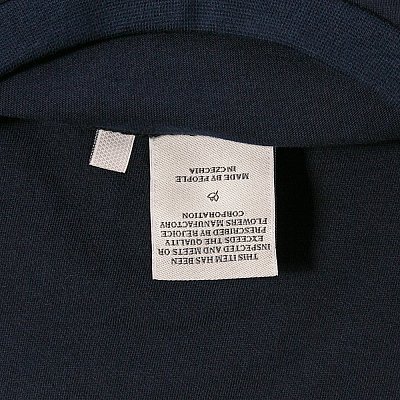 THIS ITEM HAS BEEN
INSPECTED AND MEETS OR
EXCEEDS THE QUALITY
PRESCRIBED BY REJOICE
FLOWERS MANUFACTORY
CORPORATION
MADE BY PEOPLE
IN CZECHIA